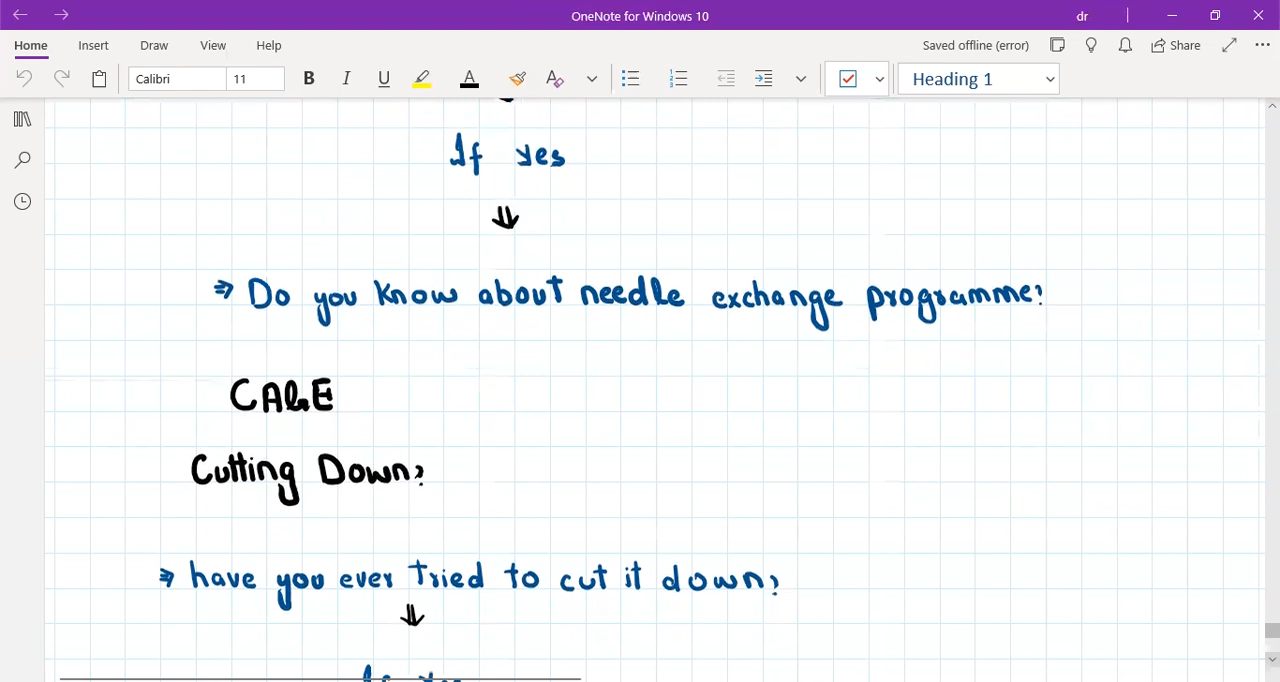 OneNote for Windows 10
dr
Home Insert Draw View Help
Saved offline (error)
Share
Calibri 11 B I U A A Heading 1
If yes
⇓
⇒ Do you know about needle exchange programme?
CAGE
Cutting Down?
⇒ have you ever tried to cut it down?
⇓
If yes